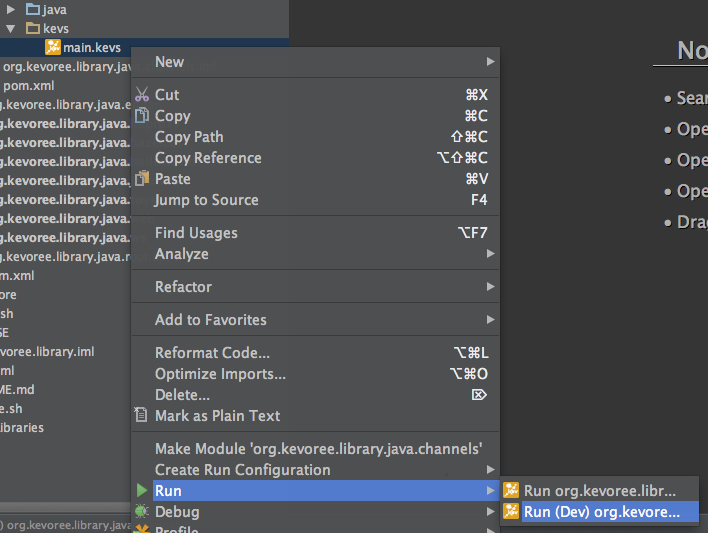 java
kevs
main.kevs
org.kevoree.library.java
pom.xml
g.kevoree.library.java.e
g.kevoree.library.java.
g.kevoree.library.java.
g.kevoree.library.java.
g.kevoree.library.java.
g.kevoree.library.java.
g.kevoree.library.java.
g.kevoree.library.java.r
m.xml
ore
sh
SE
voree.library.iml
ml
ME.md
e.sh
ibraries
) org.kevoree.library.java
New
Cut ⌘X
Copy ⌘C
Copy Path ⇧⌘C
Copy Reference ⌥⇧⌘C
Paste ⌘V
Jump to Source F4
Find Usages ⌥F7
Analyze
Refactor
Add to Favorites
Reformat Code... ⌥⌘L
Optimize Imports... ⌥⌘O
Delete... ⌦
Mark as Plain Text
Make Module 'org.kevoree.library.java.channels'
Create Run Configuration
Run
Debug
Profile
Run org.kevoree.libr...
Run (Dev) org.kevore...
No
• Sear
• Ope
• Ope
• Ope
• Drag